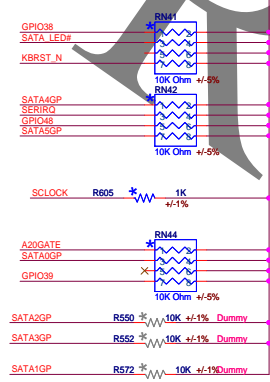 RN41
GPIO38
SATA_LED#
KBRST_N
10K Ohm +/-5%
RN42
SATA4GP
SERIRQ
GPIO48
SATA5GP
10K Ohm +/-5%
SCLOCK R605 1K
+/-1%
RN44
A20GATE
SATA0GP
GPIO39
10K Ohm +/-5%
SATA2GP R550 10K +/-1% Dummy
SATA3GP R552 10K +/-1% Dummy
SATA1GP R572 10K +/-1% Dummy